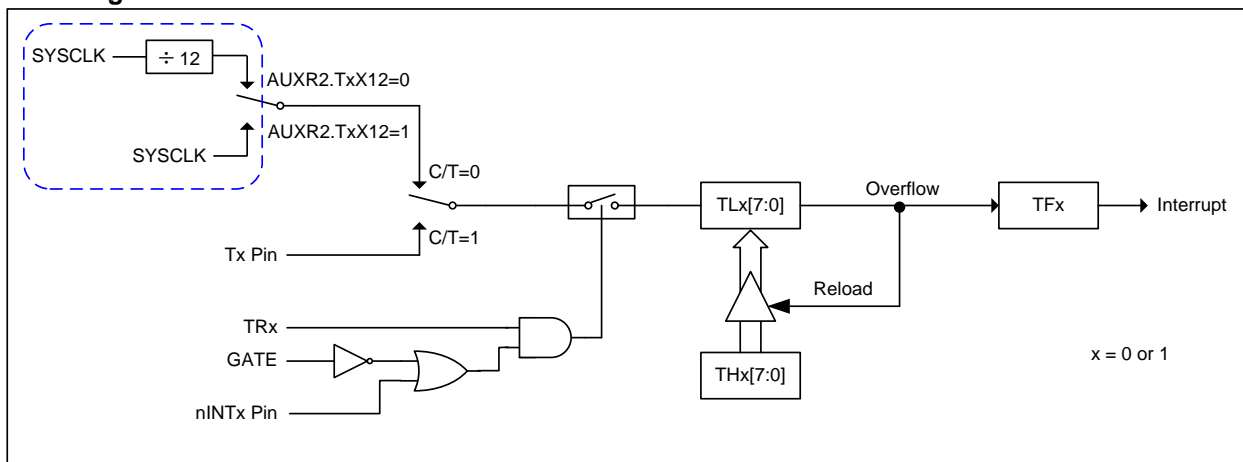 SYSCLK
÷ 12
AUXR2.TxX12=0
AUXR2.TxX12=1
SYSCLK
C/T=0
C/T=1
Tx Pin
TLx[7:0]
Overflow
TFx
Interrupt
Reload
TRx
GATE
nINTx Pin
THx[7:0]
x = 0 or 1